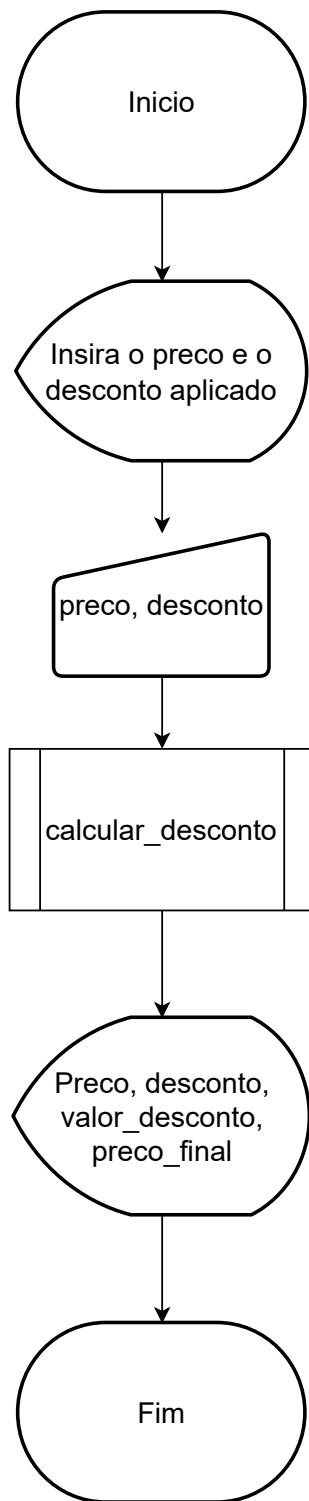 Inicio
Insira o preco e o
desconto aplicado
preco, desconto
calcular_desconto
Preco, desconto,
valor_desconto,
preco_final
Fim